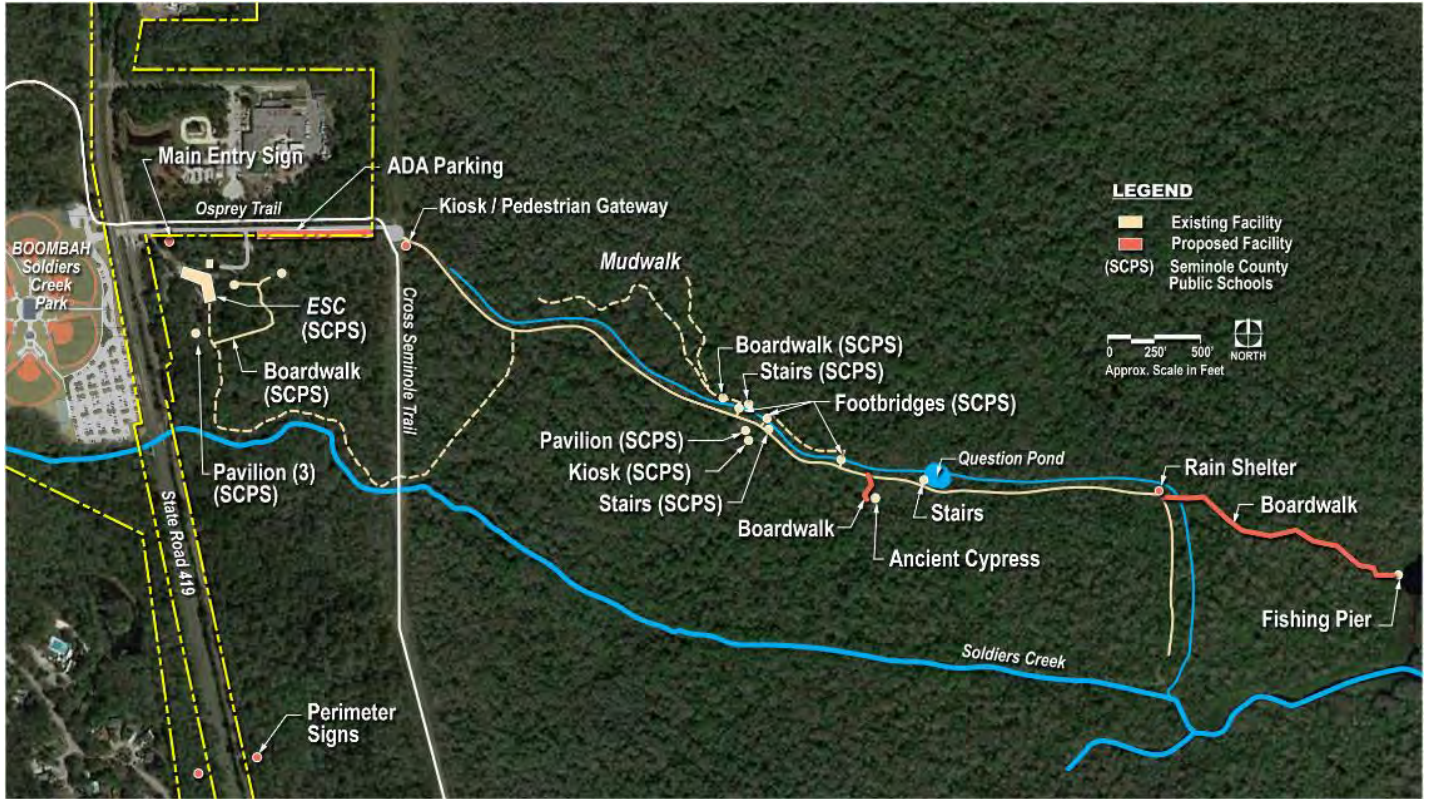 Main Entry Sign
ADA Parking
Osprey Trail
Kiosk / Pedestrian Gateway
BOOMBAH
Soldiers
Creek
Park
ESC
(SCPS)
Boardwalk
(SCPS)
Pavilion (3)
(SCPS)
State Road 419
Cross Seminole Trail
Mudwalk
Boardwalk (SCPS)
Stairs (SCPS)
Footbridges (SCPS)
Pavilion (SCPS)
Kiosk (SCPS)
Stairs (SCPS)
Boardwalk
Ancient Cypress
Question Pond
Stairs
Rain Shelter
Boardwalk
Fishing Pier
Soldiers Creek
Perimeter
Signs
LEGEND
Existing Facility
Proposed Facility
(SCPS) Seminole County
Public Schools
0 250' 500'
Approx. Scale in Feet
NORTH